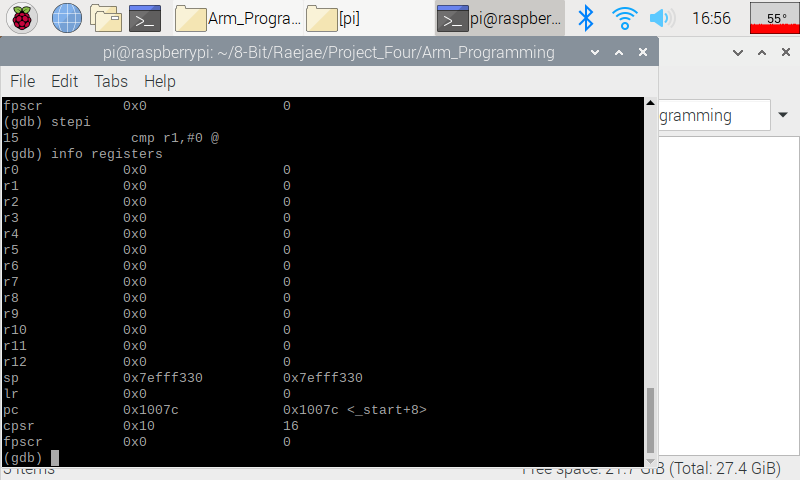 Arm_Progra... [pi] pi@raspber... 16:56 55°
pi@raspberrypi: ~/8-Bit/Raejae/Project_Four/Arm_Programming
File Edit Tabs Help
gramming
fpscr 0x0 0
(gdb) stepi
15 cmp r1,#0 @
(gdb) info registers
r0 0x0 0
r1 0x0 0
r2 0x0 0
r3 0x0 0
r4 0x0 0
r5 0x0 0
r6 0x0 0
r7 0x0 0
r8 0x0 0
r9 0x0 0
r10 0x0 0
r11 0x0 0
r12 0x0 0
sp 0x7efff330 0x7efff330
lr 0x0 0
pc 0x1007c 0x1007c <_start+8>
cpsr 0x10 16
fpscr 0x0 0
(gdb)
items Free space: 21.7 GiB (Total: 27.4 GiB)